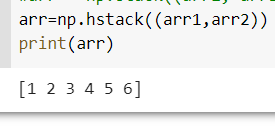 arr=np.hstack((arr1,arr2))
print(arr)
[1 2 3 4 5 6]